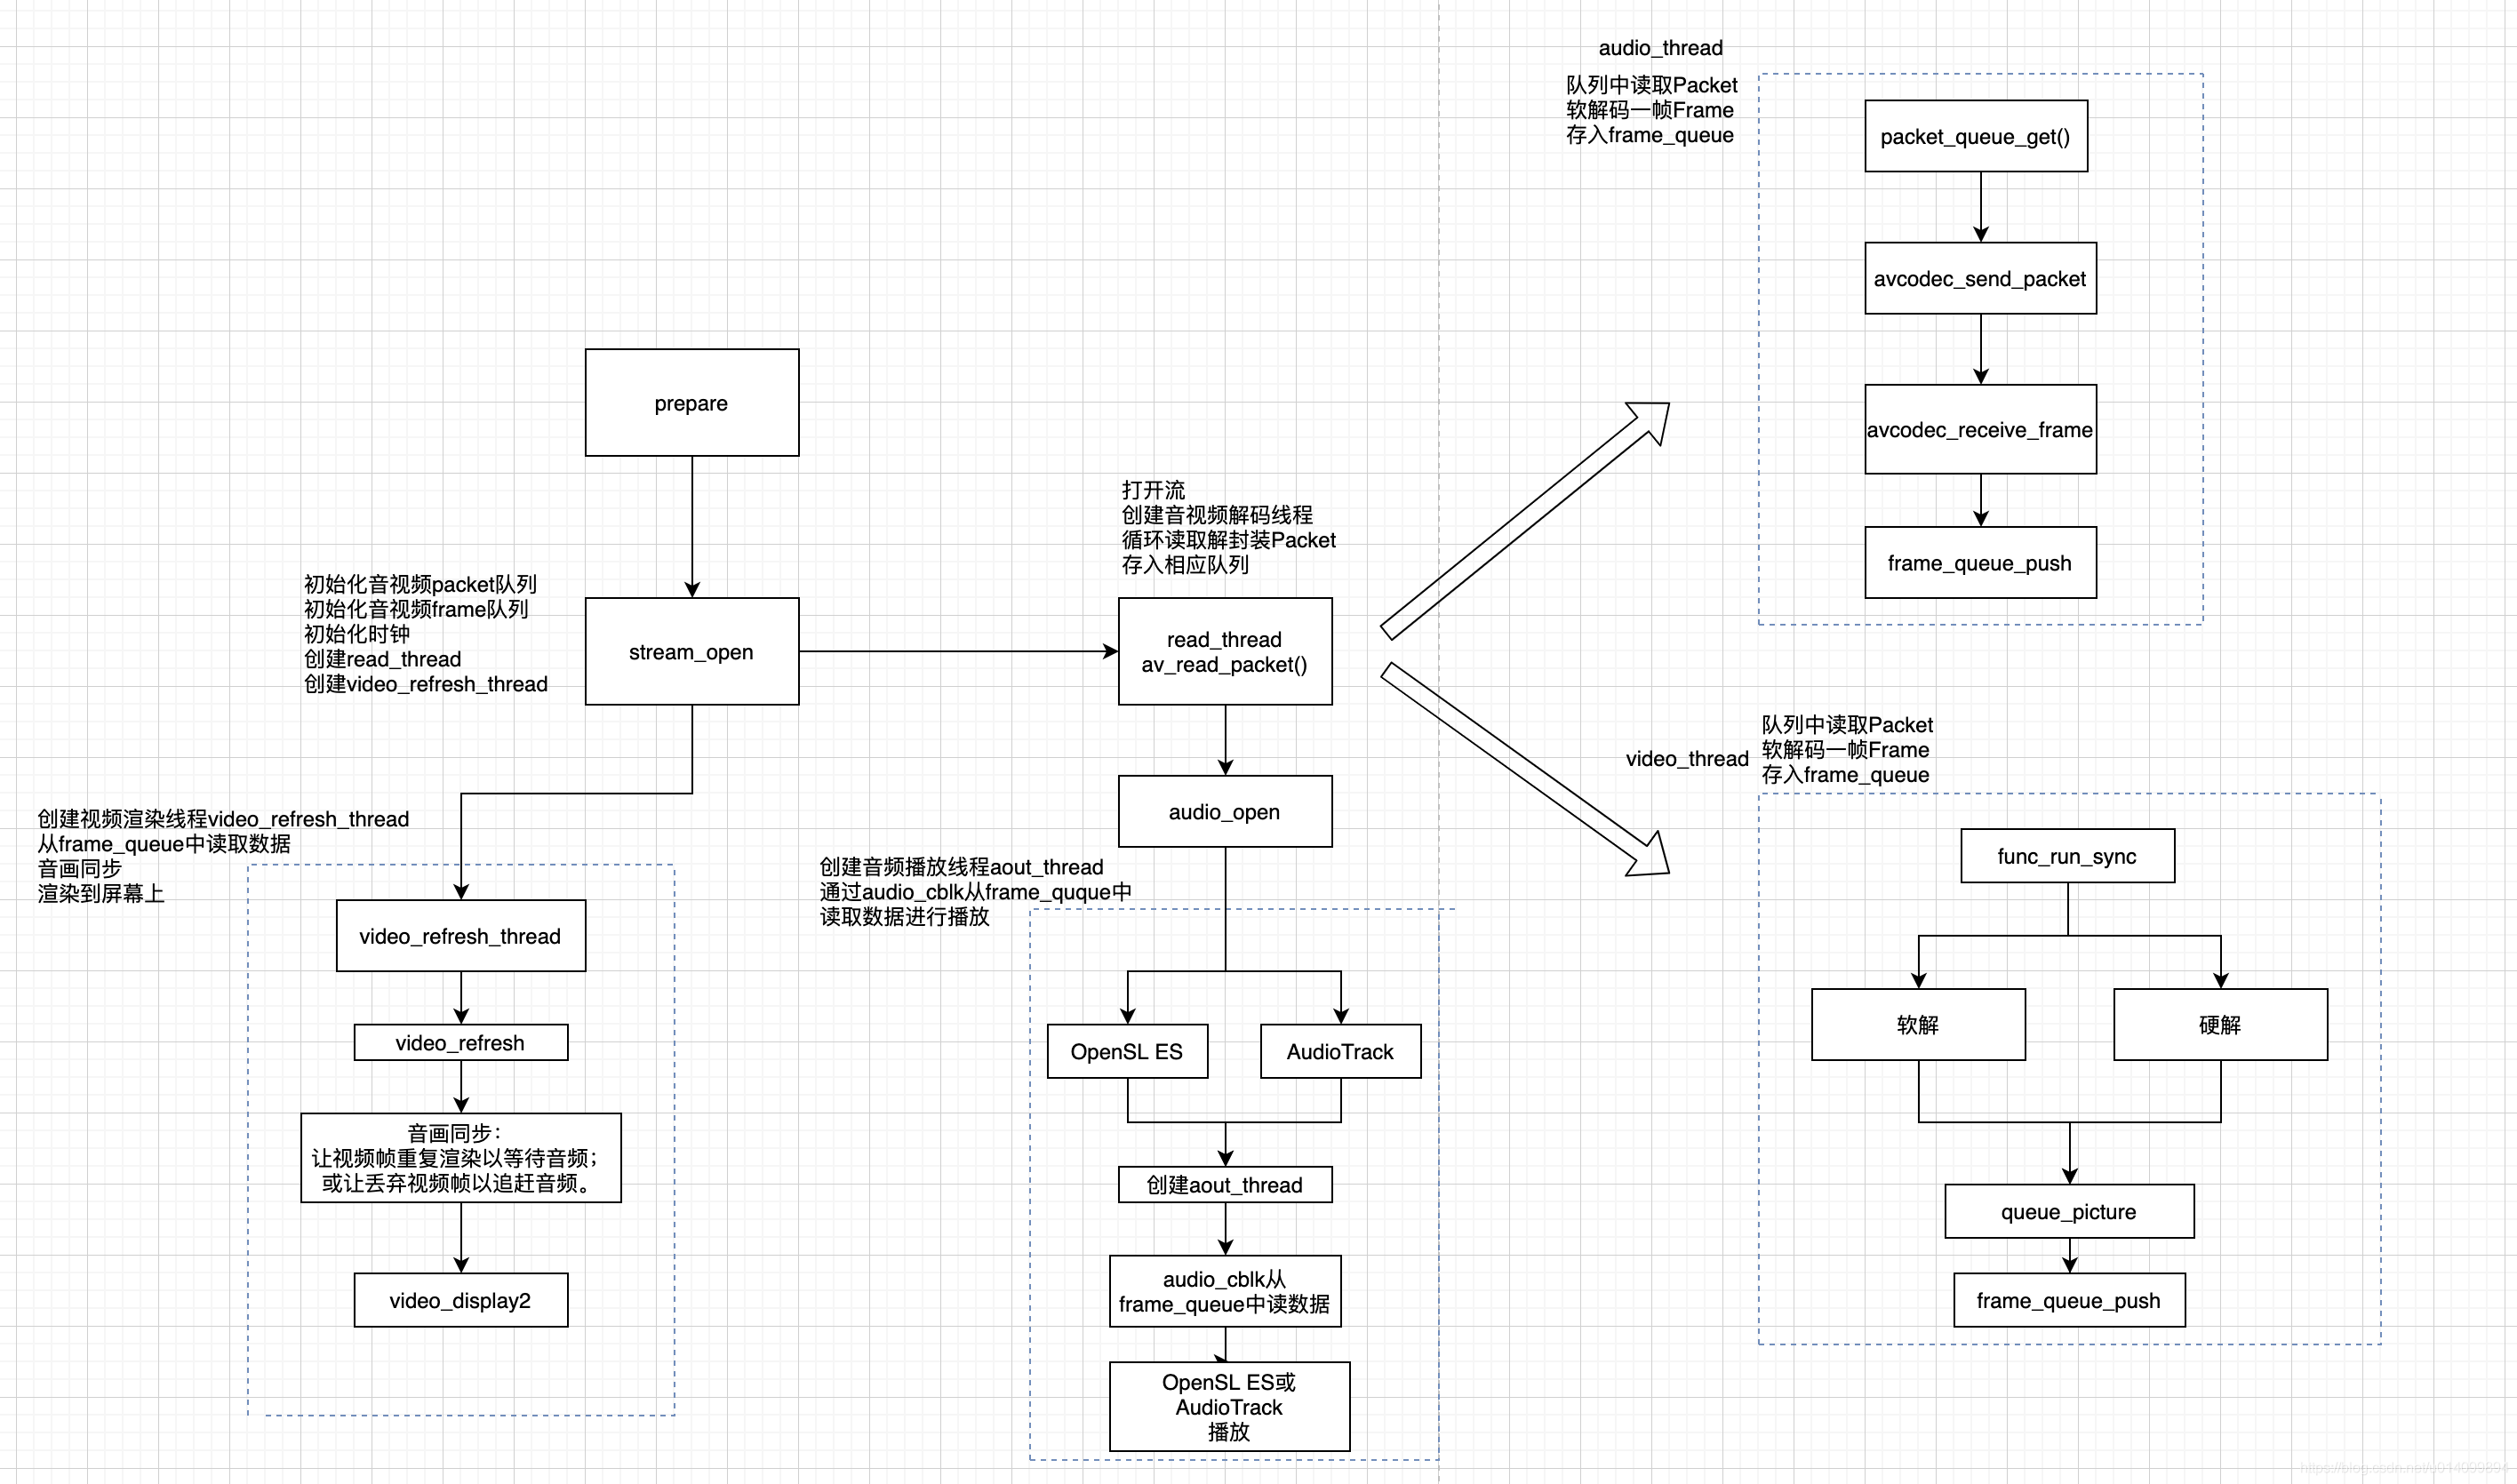 audio_thread
队列中读取Packet
软解码一帧Frame
存入frame_queue
packet_queue_get()
avcodec_send_packet
avcodec_receive_frame
frame_queue_push
prepare
初始化音视频packet队列
初始化音视频frame队列
初始化时钟
创建read_thread
创建video_refresh_thread
stream_open
打开流
创建音视频解码线程
循环读取解封装Packet
存入相应队列
read_thread
av_read_packet()
audio_open
创建视频渲染线程video_refresh_thread
从frame_queue中读取数据
音画同步
渲染到屏幕上
video_refresh_thread
video_refresh
音画同步：
让视频帧重复渲染以等待音频；
或让丢弃视频帧以追赶音频。
video_display2
创建音频播放线程aout_thread
通过audio_cblk从frame_quque中
读取数据进行播放
OpenSL ES
AudioTrack
创建aout_thread
audio_cblk从
frame_queue中读数据
OpenSL ES或
AudioTrack
播放
video_thread
队列中读取Packet
软解码一帧Frame
存入frame_queue
func_run_sync
软解
硬解
queue_picture
frame_queue_push